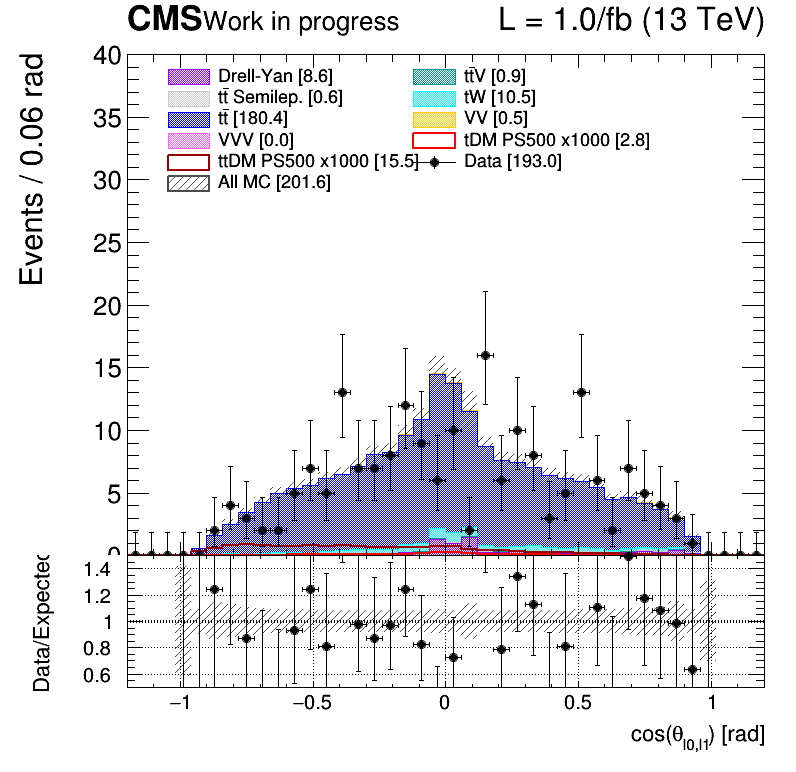 CMS Work in progress L = 1.0/fb (13 TeV)
Events / 0.06 rad
40
35
30
25
20
15
10
5
0
Drell-Yan [8.6]
tt̄V [0.9]
tt̄ Semilep. [0.6]
tW [10.5]
tt̄ [180.4]
VV [0.5]
VVV [0.0]
tDM PS500 x1000 [2.8]
ttDM PS500 x1000 [15.5]
Data [193.0]
All MC [201.6]
Data/Expected
1.4
1.2
1
0.8
0.6
−1 −0.5 0 0.5 1
cos(θl0,l1) [rad]